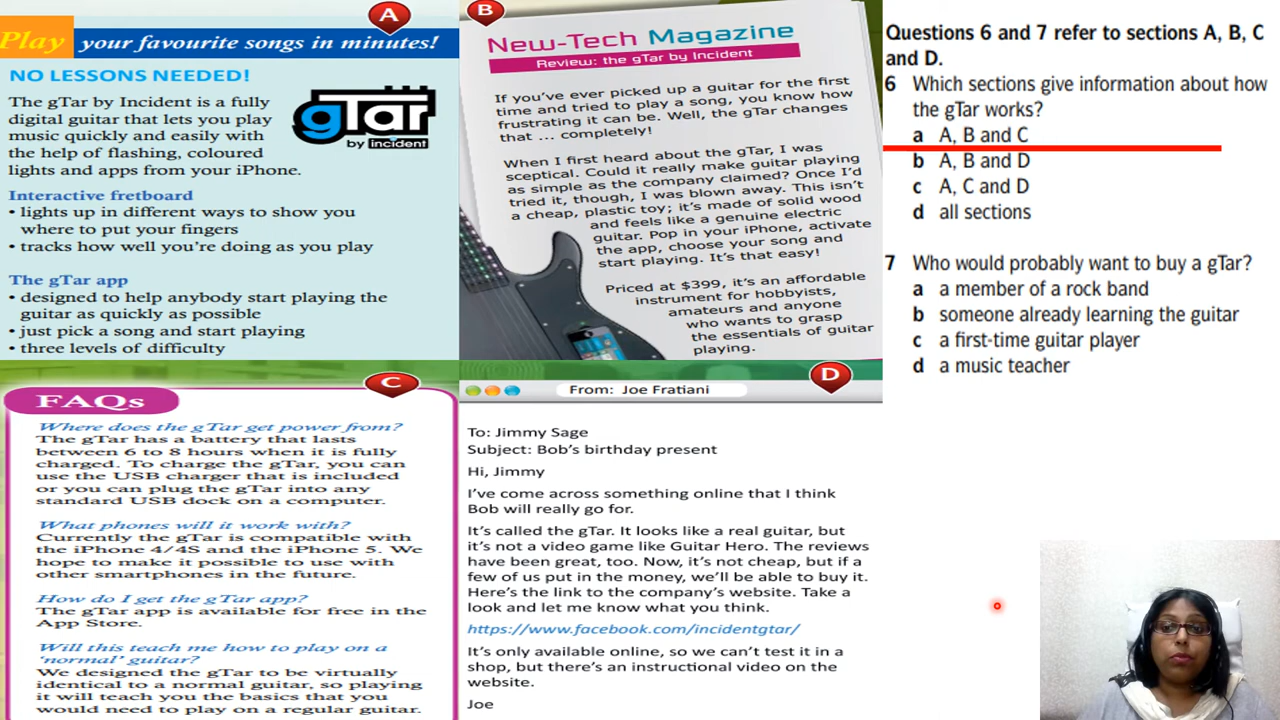 A
Play your favourite songs in minutes!
NO LESSONS NEEDED!
The gTar by Incident is a fully
digital guitar that lets you play
music quickly and easily with
the help of flashing, coloured
lights and apps from your iPhone.
gTar
by incident
Interactive fretboard
• lights up in different ways to show you
where to put your fingers
• tracks how well you're doing as you play
The gTar app
• designed to help anybody start playing the
guitar as quickly as possible
• just pick a song and start playing
• three levels of difficulty
B
New-Tech Magazine
Review: the gTar by Incident
If you've ever picked up a guitar for the first
time and tried to play a song, you know how
frustrating it can be. Well, the gTar changes
that ... completely!
When I first heard about the gTar, I was
sceptical. Could it really make guitar playing
as simple as the company claimed? Once I'd
tried it, though, I was blown away. This isn't
a cheap, plastic toy; it's made of solid wood
and feels like a genuine electric
guitar. Pop in your iPhone, activate
the app, choose your song and
start playing. It's that easy!
Priced at $399, it's an affordable
instrument for hobbyists,
amateurs and anyone
who wants to grasp
the essentials of guitar
playing.
C
FAQs
Where does the gTar get power from?
The gTar has a battery that lasts
between 6 to 8 hours when it is fully
charged. To charge the gTar, you can
use the USB charger that is included
or you can plug the gTar into any
standard USB dock on a computer.
What phones will it work with?
Currently the gTar is compatible with
the iPhone 4/4S and the iPhone 5. We
hope to make it possible to use with
other smartphones in the future.
How do I get the gTar app?
The gTar app is available for free in the
App Store.
Will this teach me how to play on a
'normal' guitar?
We designed the gTar to be virtually
identical to a normal guitar, so playing
it will teach you the basics that you
would need to play on a regular guitar.
D
From: Joe Fratiani
To: Jimmy Sage
Subject: Bob's birthday present
Hi, Jimmy
I've come across something online that I think
Bob will really go for.
It's called the gTar. It looks like a real guitar, but
it's not a video game like Guitar Hero. The reviews
have been great, too. Now, it's not cheap, but if a
few of us put in the money, we'll be able to buy it.
Here's the link to the company's website. Take a
look and let me know what you think.
https://www.facebook.com/incidentgtar/
It's only available online, so we can't test it in a
shop, but there's an instructional video on the
website.
Joe
Questions 6 and 7 refer to sections A, B, C
and D.
6 Which sections give information about how
the gTar works?
a A, B and C
b A, B and D
c A, C and D
d all sections
7 Who would probably want to buy a gTar?
a a member of a rock band
b someone already learning the guitar
c a first-time guitar player
d a music teacher